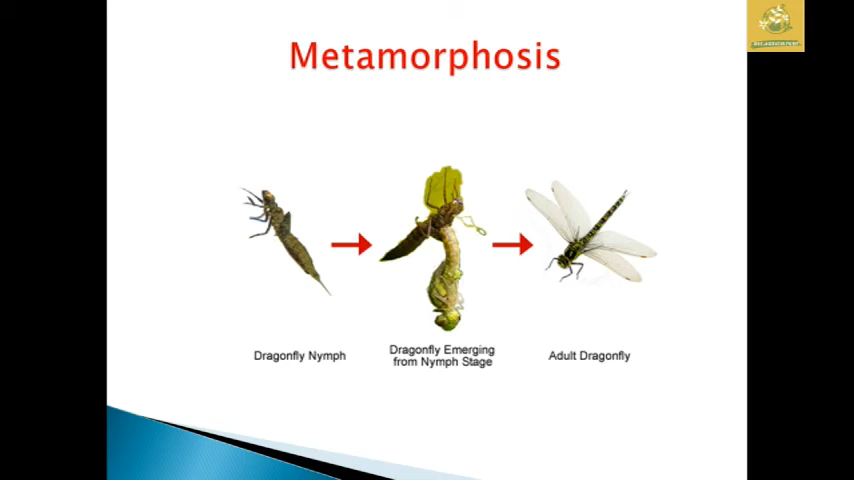 Metamorphosis
Dragonfly Nymph
Dragonfly Emerging
from Nymph Stage
Adult Dragonfly